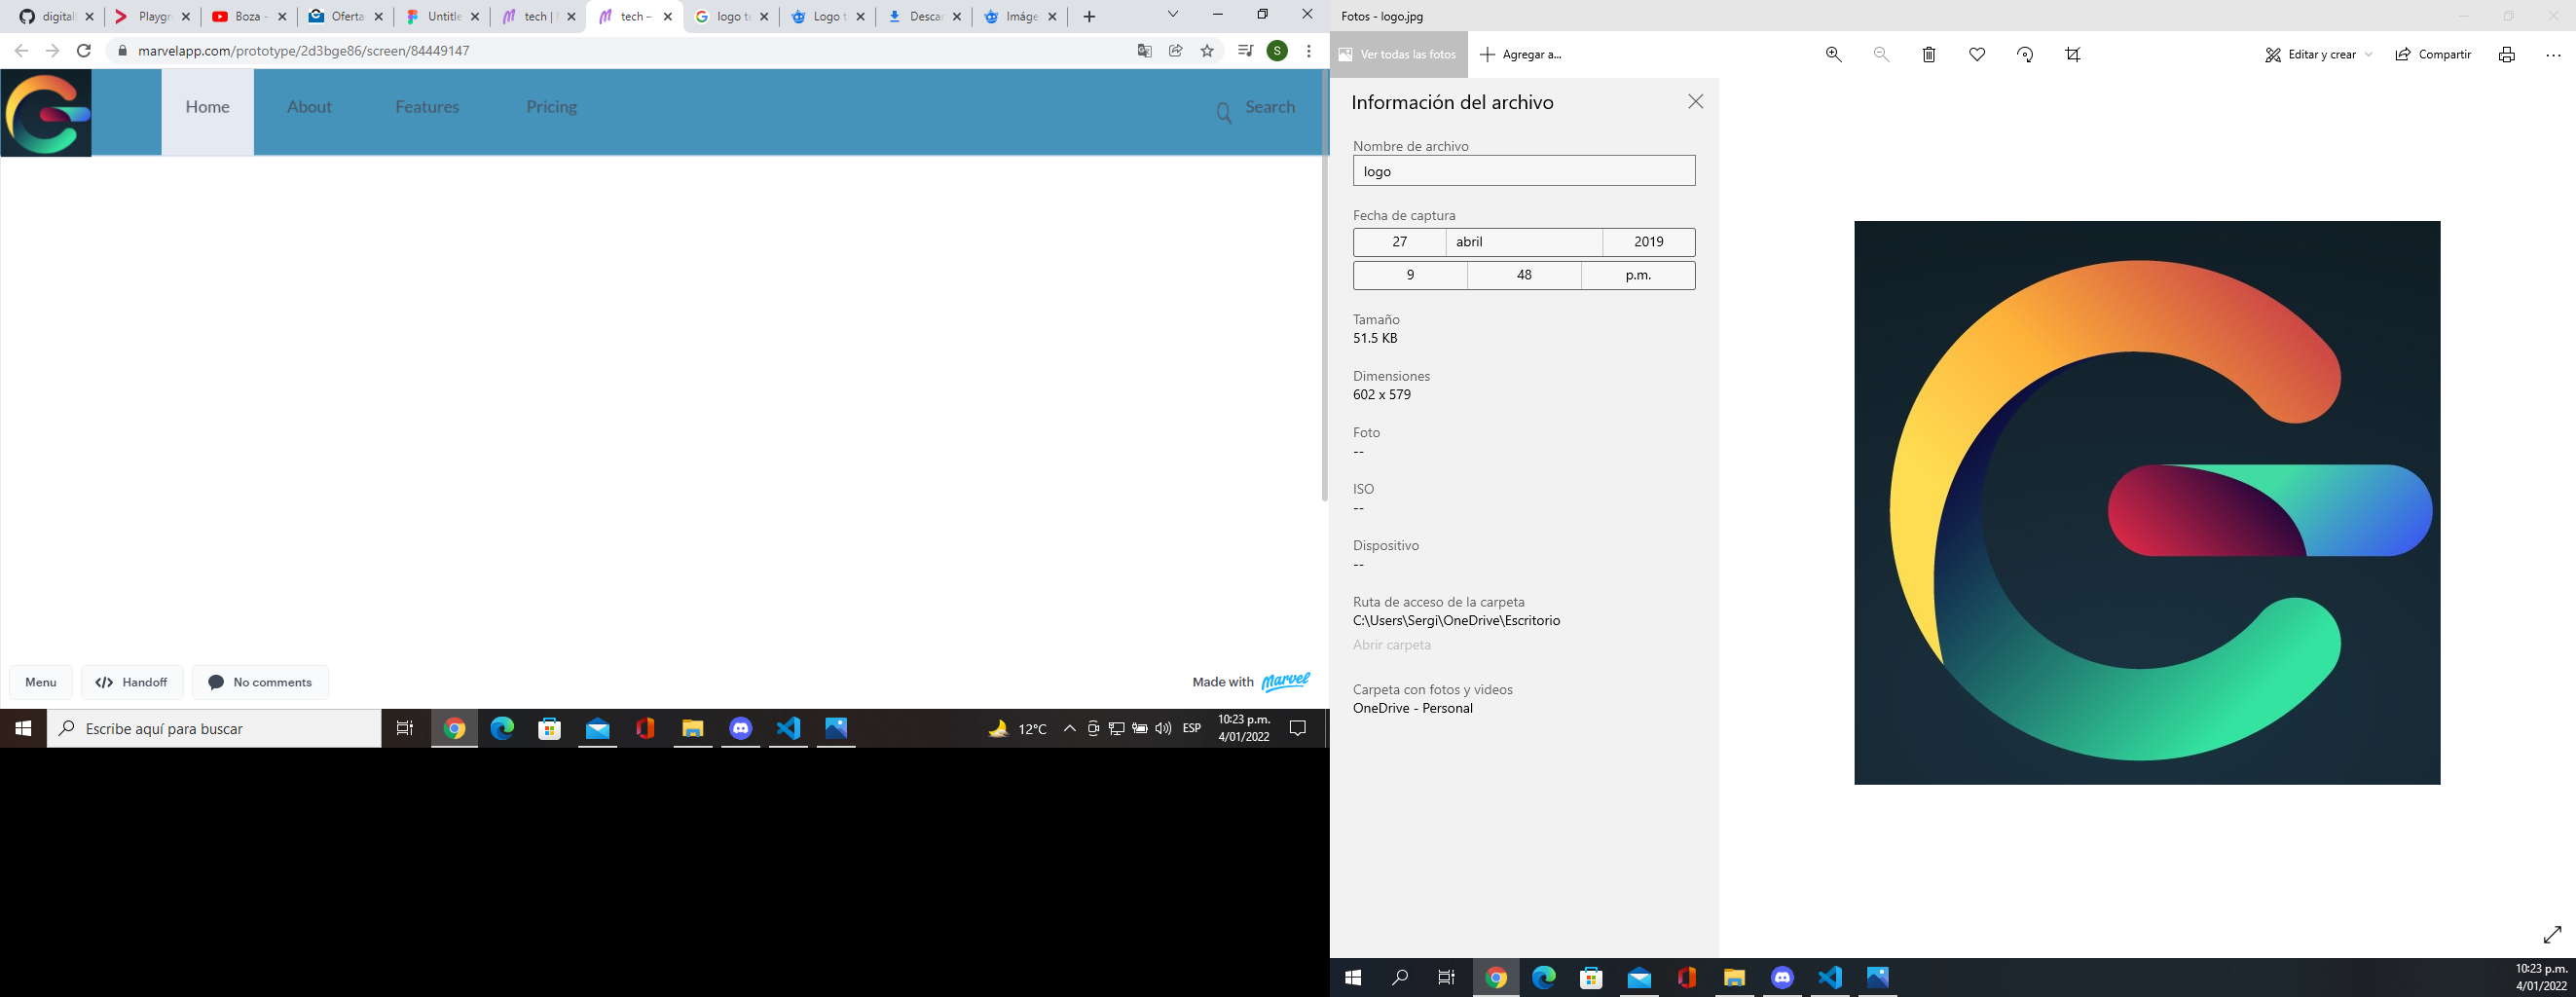 digital
Playgr
Boza -
Oferta
Untitle
tech |
tech –
logo te
Logo t
Desca
Imáge
marvelapp.com/prototype/2d3bge86/screen/84449147
S
Home
About
Features
Pricing
Search
Menu
</> Handoff
No comments
Made with Marvel
Escribe aquí para buscar
12°C
ESP
10:23 p.m.
4/01/2022
Fotos - logo.jpg
Ver todas las fotos
Agregar a...
Editar y crear
Compartir
Información del archivo
Nombre de archivo
logo
Fecha de captura
27 abril 2019
9 48 p.m.
Tamaño
51.5 KB
Dimensiones
602 x 579
Foto
--
ISO
--
Dispositivo
--
Ruta de acceso de la carpeta
C:\Users\Sergi\OneDrive\Escritorio
Abrir carpeta
Carpeta con fotos y videos
OneDrive - Personal
10:23 p.m.
4/01/2022